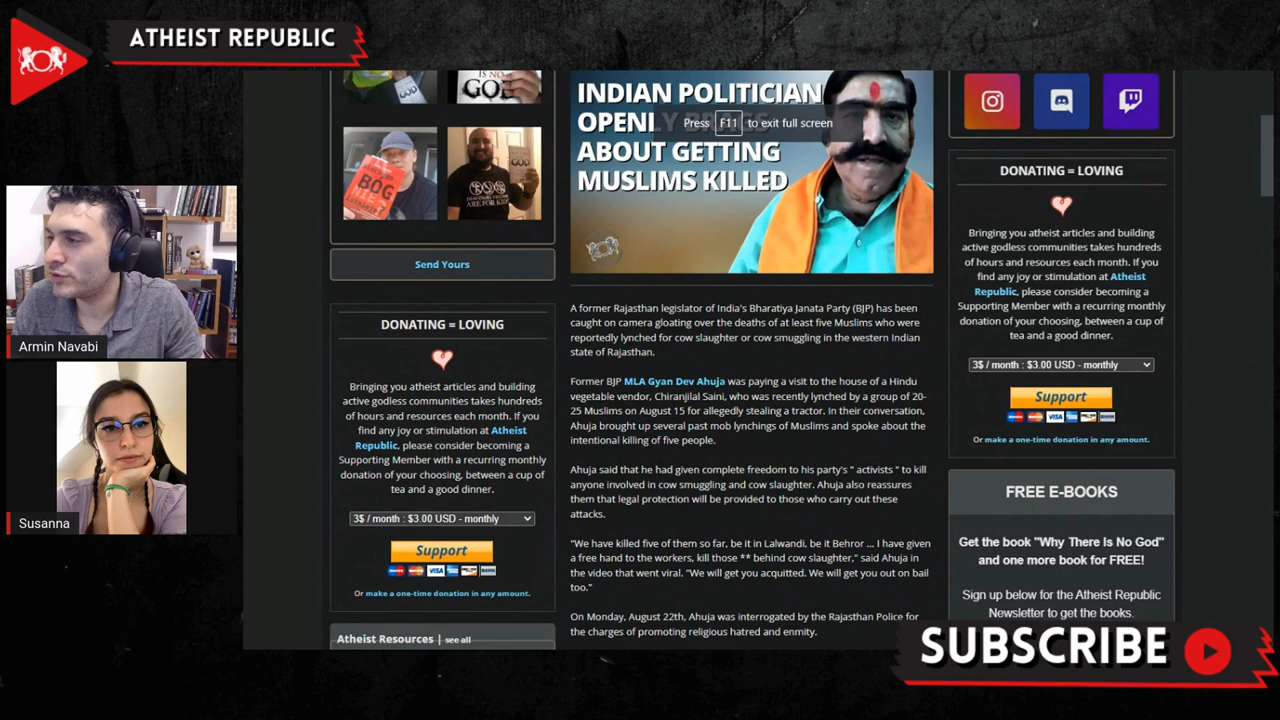 ATHEIST REPUBLIC
IS NO
GOD
BÓG
GOD
Send Yours
DONATING = LOVING
Bringing you atheist articles and building
active godless communities takes hundreds
of hours and resources each month. If you
find any joy or stimulation at Atheist
Republic, please consider becoming a
Supporting Member with a recurring monthly
donation of your choosing, between a cup of
tea and a good dinner.
3$ / month : $3.00 USD - monthly
Support
VISA
BANK
Or make a one-time donation in any amount.
Atheist Resources | see all
INDIAN POLITICIAN
OPENLY BRAGS
ABOUT GETTING
MUSLIMS KILLED
Press F11 to exit full screen
A former Rajasthan legislator of India's Bharatiya Janata Party (BJP) has been
caught on camera gloating over the deaths of at least five Muslims who were
reportedly lynched for cow slaughter or cow smuggling in the western Indian
state of Rajasthan.
Former BJP MLA Gyan Dev Ahuja was paying a visit to the house of a Hindu
vegetable vendor, Chiranjilal Saini, who was recently lynched by a group of 20-
25 Muslims on August 15 for allegedly stealing a tractor. In their conversation,
Ahuja brought up several past mob lynchings of Muslims and spoke about the
intentional killing of five people.
Ahuja said that he had given complete freedom to his party's " activists " to kill
anyone involved in cow smuggling and cow slaughter. Ahuja also reassures
them that legal protection will be provided to those who carry out these
attacks.
"We have killed five of them so far, be it in Lalwandi, be it Behror ... I have given
a free hand to the workers, kill those ** behind cow slaughter," said Ahuja in
the video that went viral. "We will get you acquitted. We will get you out on bail
too."
On Monday, August 22th, Ahuja was interrogated by the Rajasthan Police for
the charges of promoting religious hatred and enmity.
DONATING = LOVING
Bringing you atheist articles and building
active godless communities takes hundreds
of hours and resources each month. If you
find any joy or stimulation at Atheist
Republic, please consider becoming a
Supporting Member with a recurring monthly
donation of your choosing, between a cup of
tea and a good dinner.
3$ / month : $3.00 USD - monthly
Support
VISA
BANK
Or make a one-time donation in any amount.
FREE E-BOOKS
Get the book "Why There Is No God"
and one more book for FREE!
Sign up below for the Atheist Republic
Newsletter to get the books.
Armin Navabi
Susanna
SUBSCRIBE